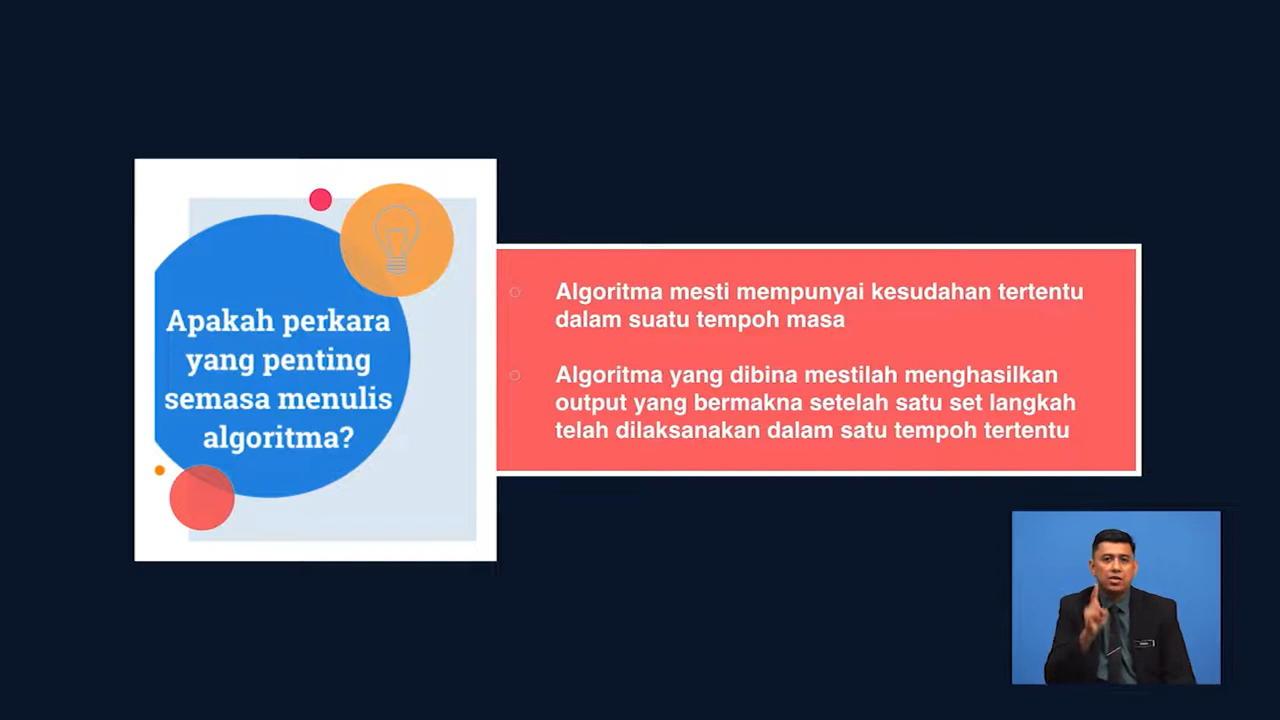 Apakah perkara
yang penting
semasa menulis
algoritma?
Algoritma mesti mempunyai kesudahan tertentu
dalam suatu tempoh masa
Algoritma yang dibina mestilah menghasilkan
output yang bermakna setelah satu set langkah
telah dilaksanakan dalam satu tempoh tertentu